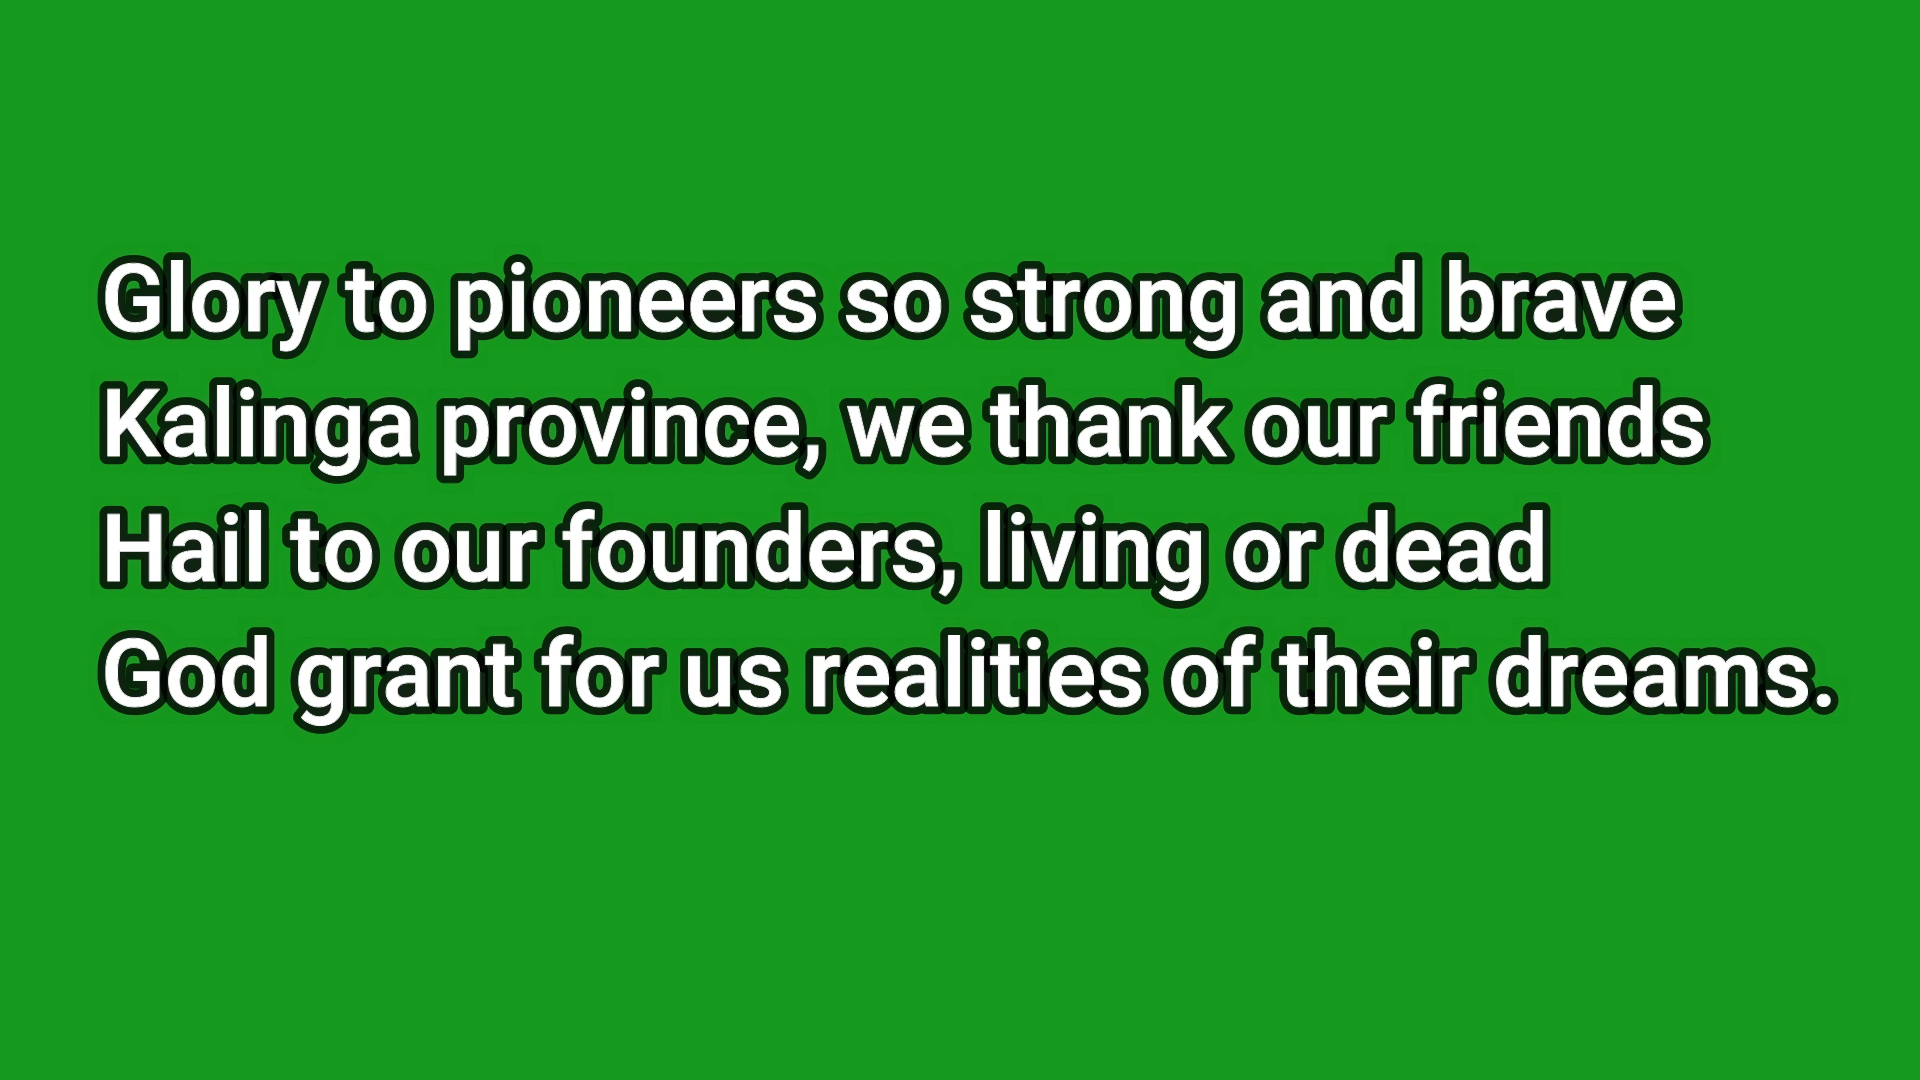 Glory to pioneers so strong and brave
Kalinga province, we thank our friends
Hail to our founders, living or dead
God grant for us realities of their dreams.